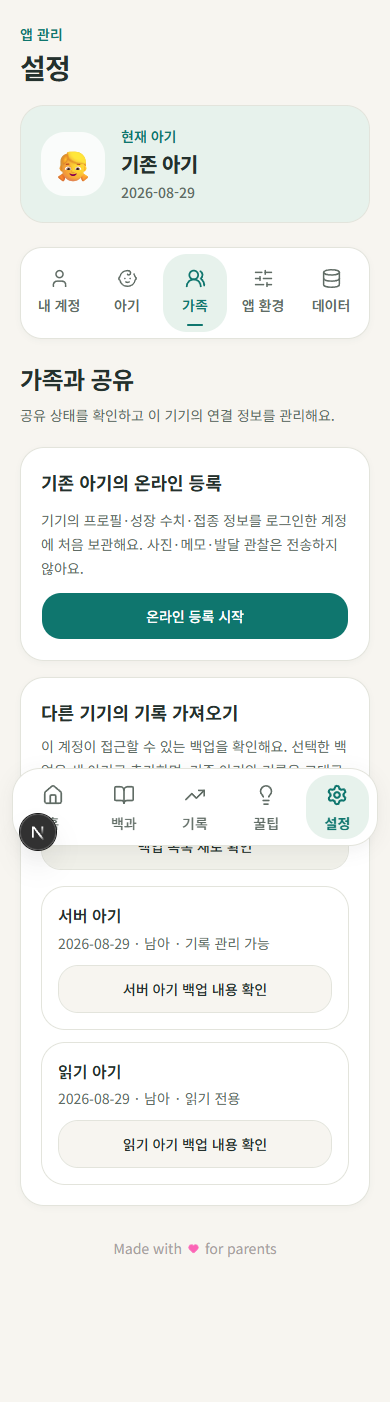 앱 관리
설정
현재 아기
기존 아기
2026-08-29
내 계정
아기
가족
앱 환경
데이터
가족과 공유
공유 상태를 확인하고 이 기기의 연결 정보를 관리해요.
기존 아기의 온라인 등록
기기의 프로필·성장 수치·접종 정보를 로그인한 계정
에 처음 보관해요. 사진·메모·발달 관찰은 전송하지
않아요.
온라인 등록 시작
다른 기기의 기록 가져오기
이 계정이 접근할 수 있는 백업을 확인해요. 선택한 백
백과
기록
꿀팁
설정
N
백업 목록 새로 확인
서버 아기
2026-08-29 · 남아 · 기록 관리 가능
서버 아기 백업 내용 확인
읽기 아기
2026-08-29 · 남아 · 읽기 전용
읽기 아기 백업 내용 확인
Made with
for parents